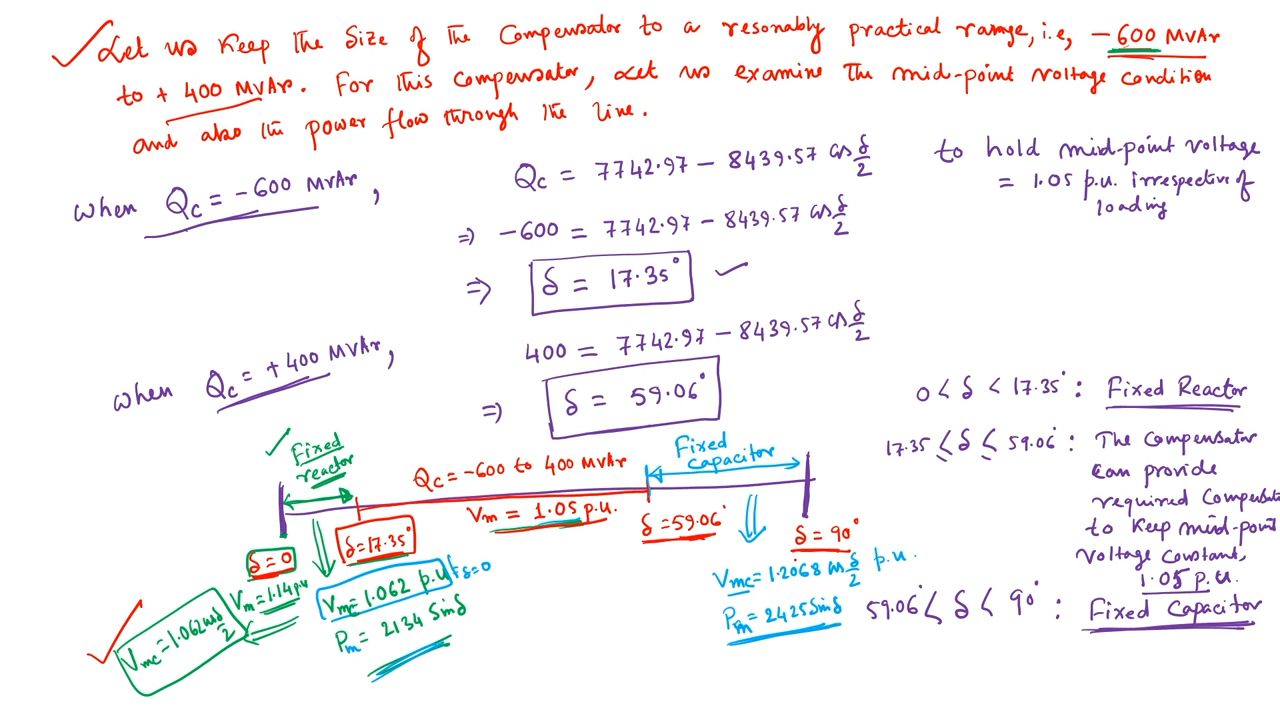 Let us Keep The Size of The Compensator to a resonably practical range, i.e, - 600 MVAr
to + 400 MVAr. For this compensator, Let us examine The mid-point voltage condition
and also the power flow through the line.
When Qc = -600 MVAr,
Qc = 7742.97 - 8439.57 cos δ/2
to hold mid-point voltage
= 1.05 p.u. irrespective of
loading
⇒ -600 = 7742.97 - 8439.57 cos δ/2
⇒ δ = 17.35°
When Qc = +400 MVAr,
400 = 7742.97 - 8439.57 cos δ/2
⇒ δ = 59.06°
0 < δ < 17.35° : Fixed Reactor
17.35 ≤ δ ≤ 59.06° : The Compensator
can provide
required Compensat
to Keep mid-point
voltage constant,
1.05 p.u.
59.06° < δ < 90° : Fixed Capacitor
Fixed
reactor
Qc = -600 to 400 MVAr
Fixed
capacitor
Vm = 1.05 p.u.
δ=0
δ=17.35°
δ=59.06°
δ=90°
Vm=1.14 p.u
Vm=1.062 p.u δ=0
Pm = 2134 Sinδ
Vmc=1.062 cos δ/2
Vmc=1.2068 cos δ/2 p.u.
Pm=2425 Sinδ